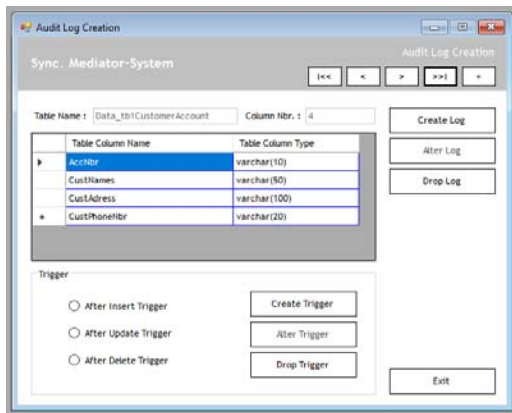 Audit Log Creation
Audit Log Creation
Sync. Mediator-System
|<< < > >>| +
Table Name : Data_tb1CustomerAccount Column Nbr. : 4
Create Log
Table Column Name Table Column Type
Alter Log
AccNbr varchar(10)
CustNames varchar(50)
Drop Log
CustAdress varchar(100)
CustPhoneNbr varchar(20)
Trigger
After Insert Trigger Create Trigger
After Update Trigger Alter Trigger
After Delete Trigger Drop Trigger
Exit